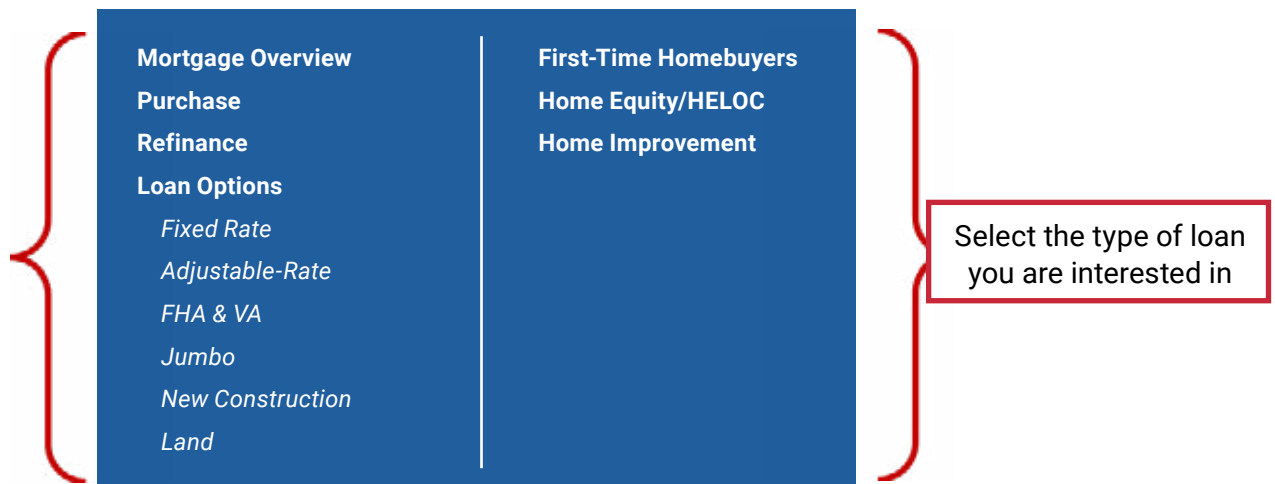 Mortgage Overview
Purchase
Refinance
Loan Options
Fixed Rate
Adjustable-Rate
FHA & VA
Jumbo
New Construction
Land
First-Time Homebuyers
Home Equity/HELOC
Home Improvement
Select the type of loan
you are interested in